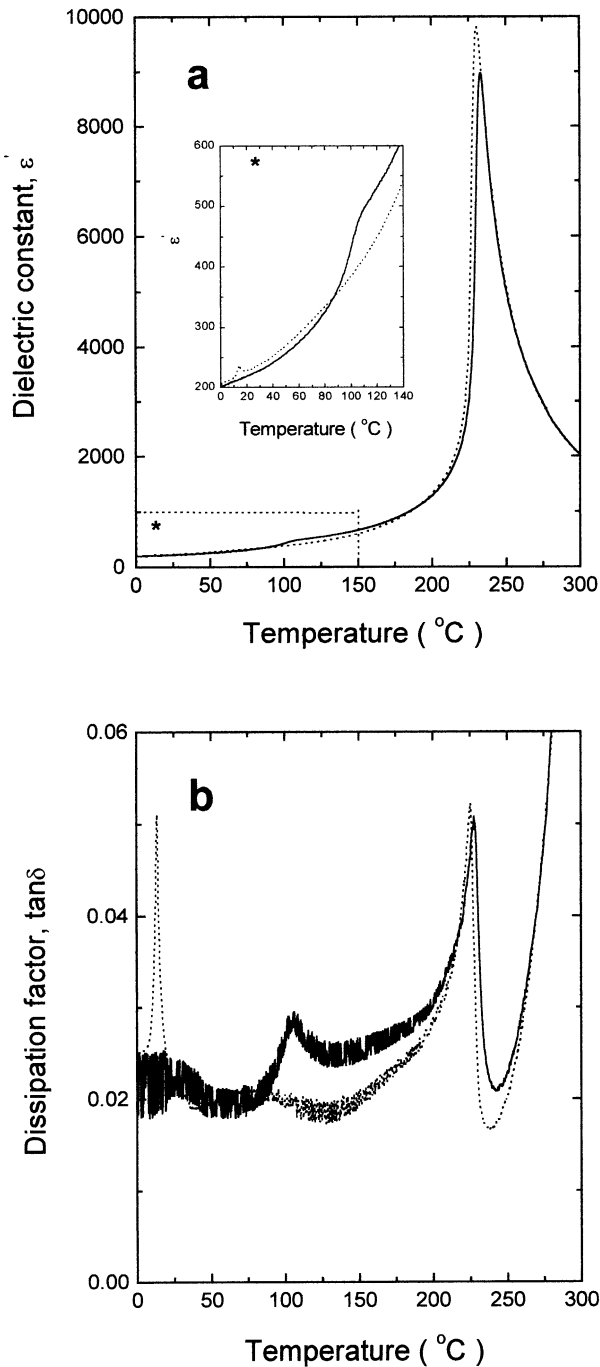 a
Dielectric constant, ε'
10000
8000
6000
4000
2000
0
*
0 50 100 150 200 250 300
Temperature ( °C )
*
ε'
600
500
400
300
200
0 20 40 60 80 100 120 140
Temperature ( °C )
b
Dissipation factor, tanδ
0.06
0.04
0.02
0.00
0 50 100 150 200 250 300
Temperature ( °C )